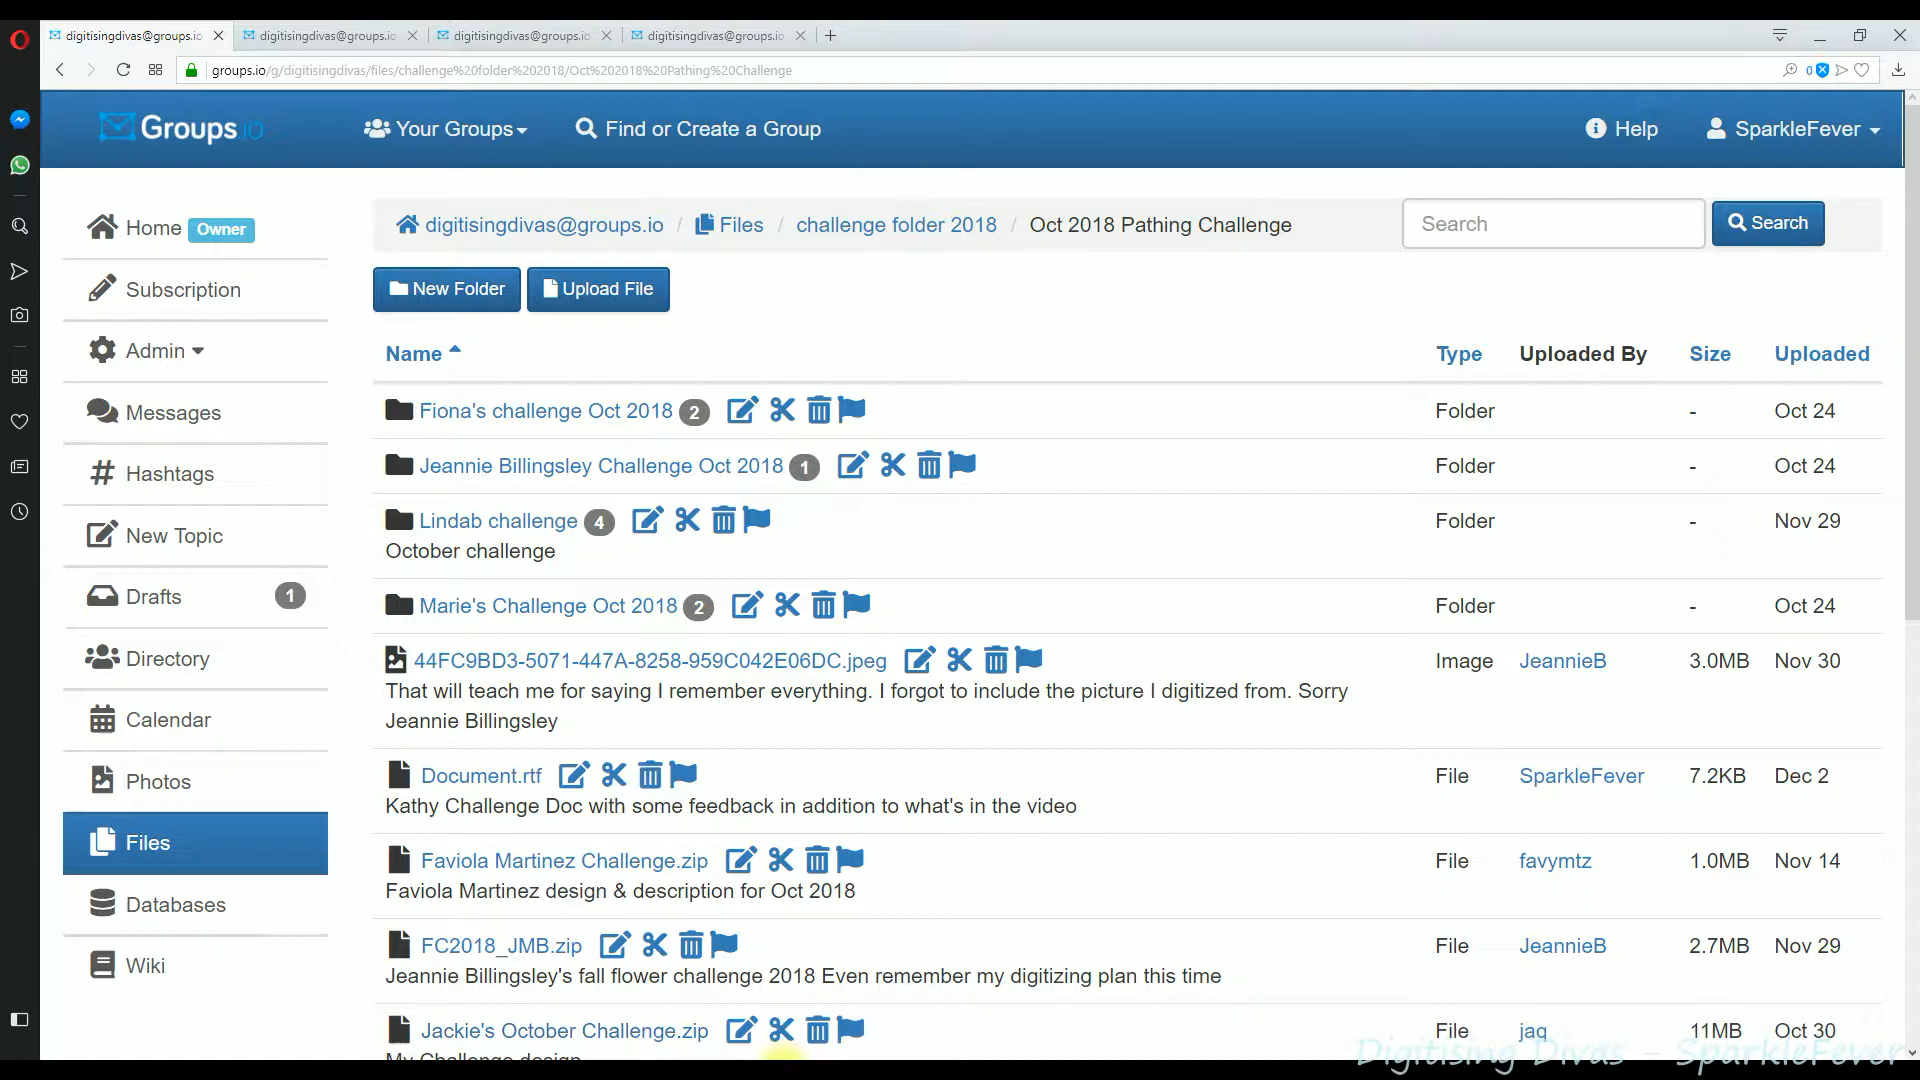 digitisingdivas@groups.io
digitisingdivas@groups.io
digitisingdivas@groups.io
digitisingdivas@groups.io
groups.io/g/digitisingdivas/files/challenge%20folder%202018/Oct%202018%20Pathing%20Challenge
0
Groups.io
Your Groups
Find or Create a Group
Help
SparkleFever
Home Owner
Subscription
Admin
Messages
Hashtags
New Topic
Drafts 1
Directory
Calendar
Photos
Files
Databases
Wiki
digitisingdivas@groups.io / Files / challenge folder 2018 / Oct 2018 Pathing Challenge
Search
Search
New Folder
Upload File
Name Type Uploaded By Size Uploaded
Fiona's challenge Oct 2018 2 Folder - Oct 24
Jeannie Billingsley Challenge Oct 2018 1 Folder - Oct 24
Lindab challenge 4 Folder - Nov 29
October challenge
Marie's Challenge Oct 2018 2 Folder - Oct 24
44FC9BD3-5071-447A-8258-959C042E06DC.jpeg Image JeannieB 3.0MB Nov 30
That will teach me for saying I remember everything. I forgot to include the picture I digitized from. Sorry
Jeannie Billingsley
Document.rtf File SparkleFever 7.2KB Dec 2
Kathy Challenge Doc with some feedback in addition to what's in the video
Faviola Martinez Challenge.zip File favymtz 1.0MB Nov 14
Faviola Martinez design & description for Oct 2018
FC2018_JMB.zip File JeannieB 2.7MB Nov 29
Jeannie Billingsley's fall flower challenge 2018 Even remember my digitizing plan this time
Jackie's October Challenge.zip File jaq 11MB Oct 30
My Challenge design
Digitising Divas - SparkleFever